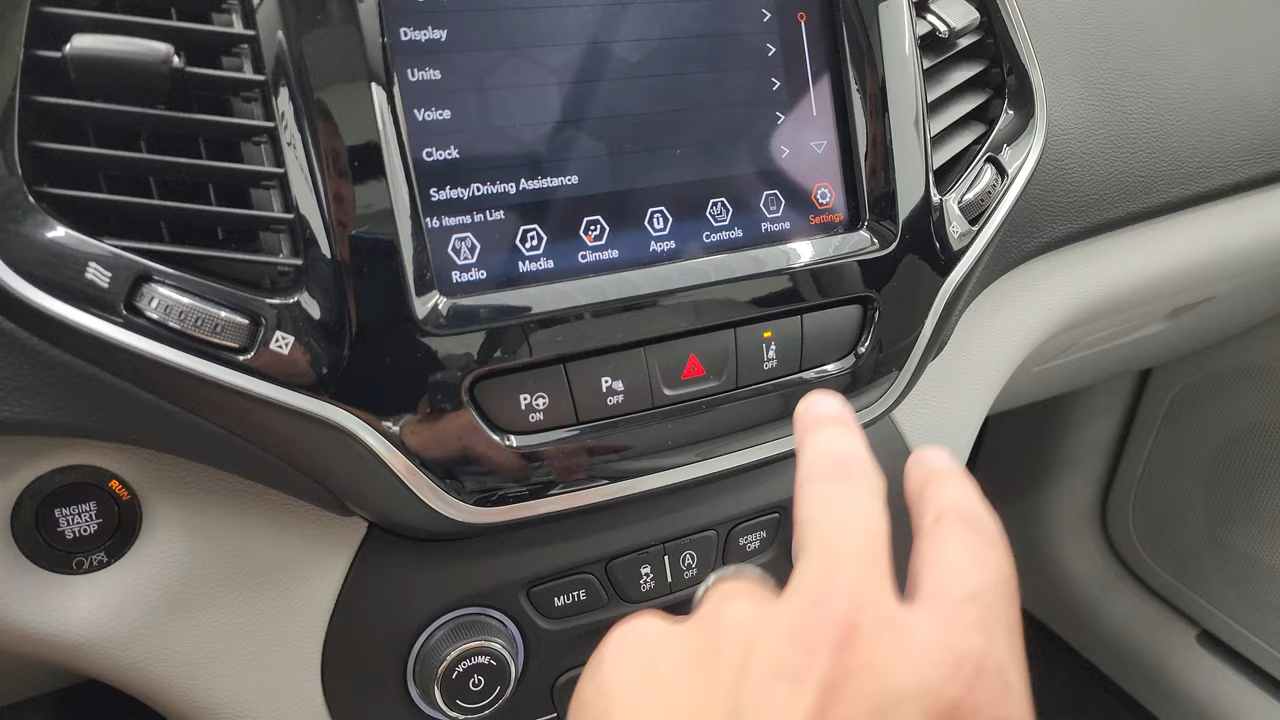 Display
Units
Voice
Clock
Safety/Driving Assistance
16 items in List
Radio
Media
Climate
Apps
Controls
Phone
Settings
P ON
P OFF
OFF
RUN
ENGINE
START
STOP
MUTE
OFF
A OFF
SCREEN
OFF
VOLUME